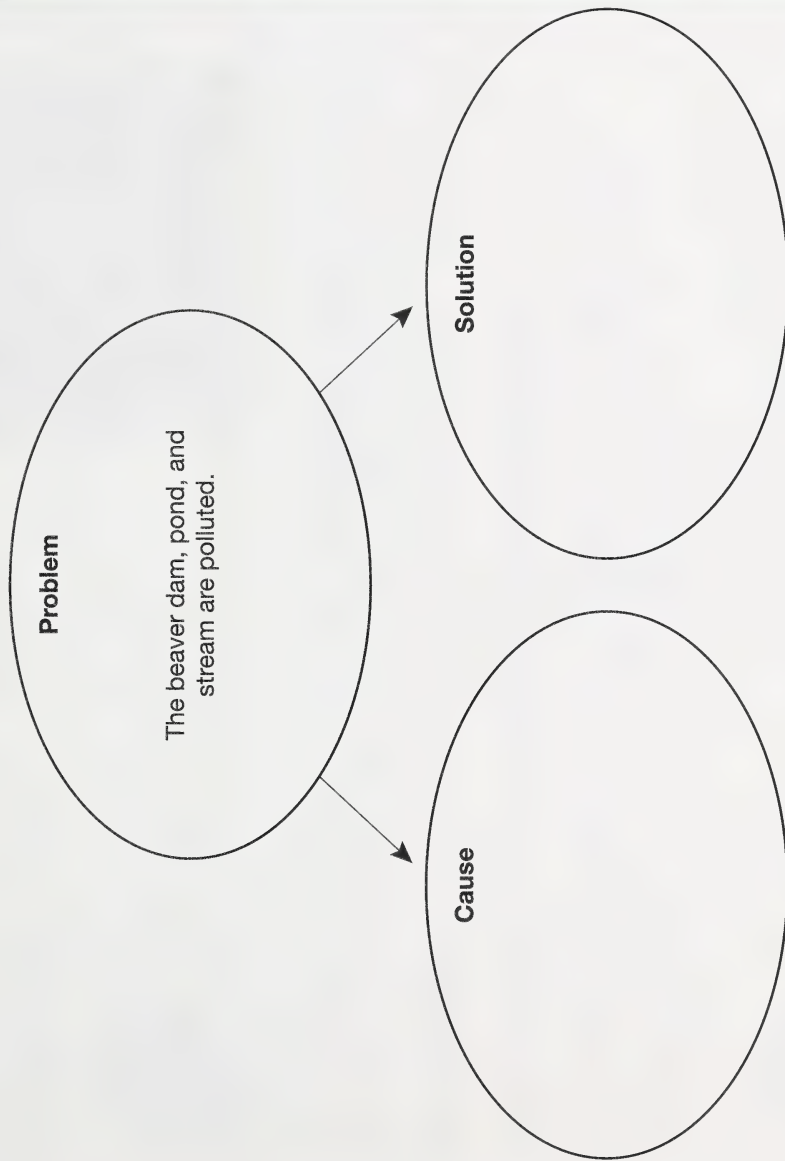 Problem
The beaver dam, pond, and
stream are polluted.
Cause
Solution